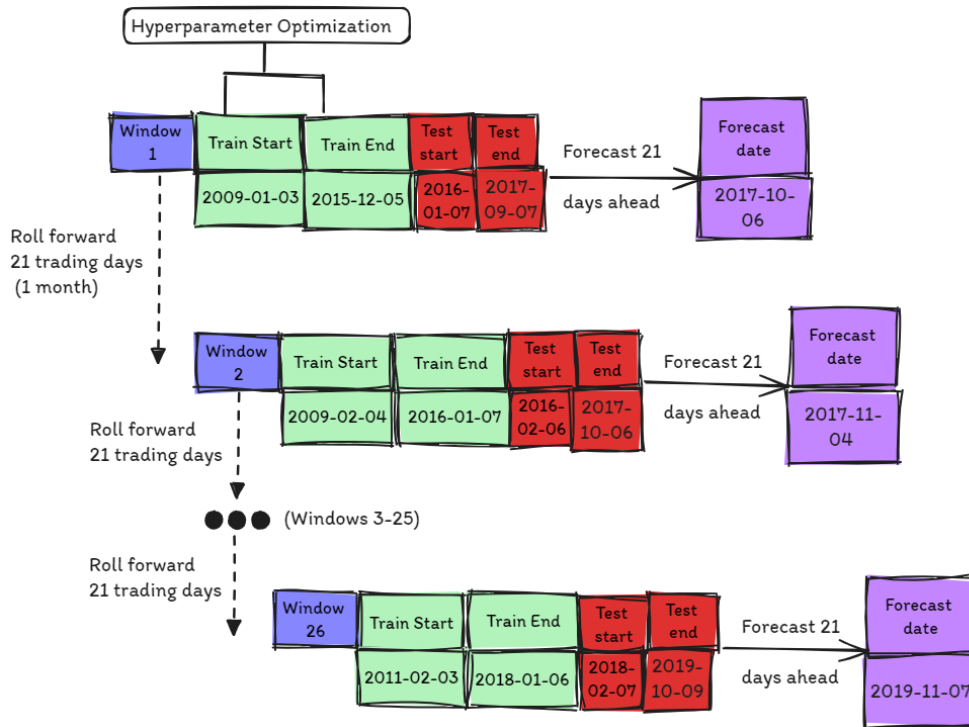 Hyperparameter Optimization
Window
1
Train Start
Train End
Test
start
Test
end
2009-01-03
2015-12-05
2016-
01-07
2017-
09-07
Forecast 21
days ahead
Forecast
date
2017-10-
06
Roll forward
21 trading days
(1 month)
Window
2
Train Start
Train End
Test
start
Test
end
2009-02-04
2016-01-07
2016-
02-06
2017-
10-06
Forecast 21
days ahead
Forecast
date
2017-11-
04
Roll forward
21 trading days
(Windows 3-25)
Roll forward
21 trading days
Window
26
Train Start
Train End
Test
start
Test
end
2011-02-03
2018-01-06
2018-
02-07
2019-
10-09
Forecast 21
days ahead
Forecast
date
2019-11-07